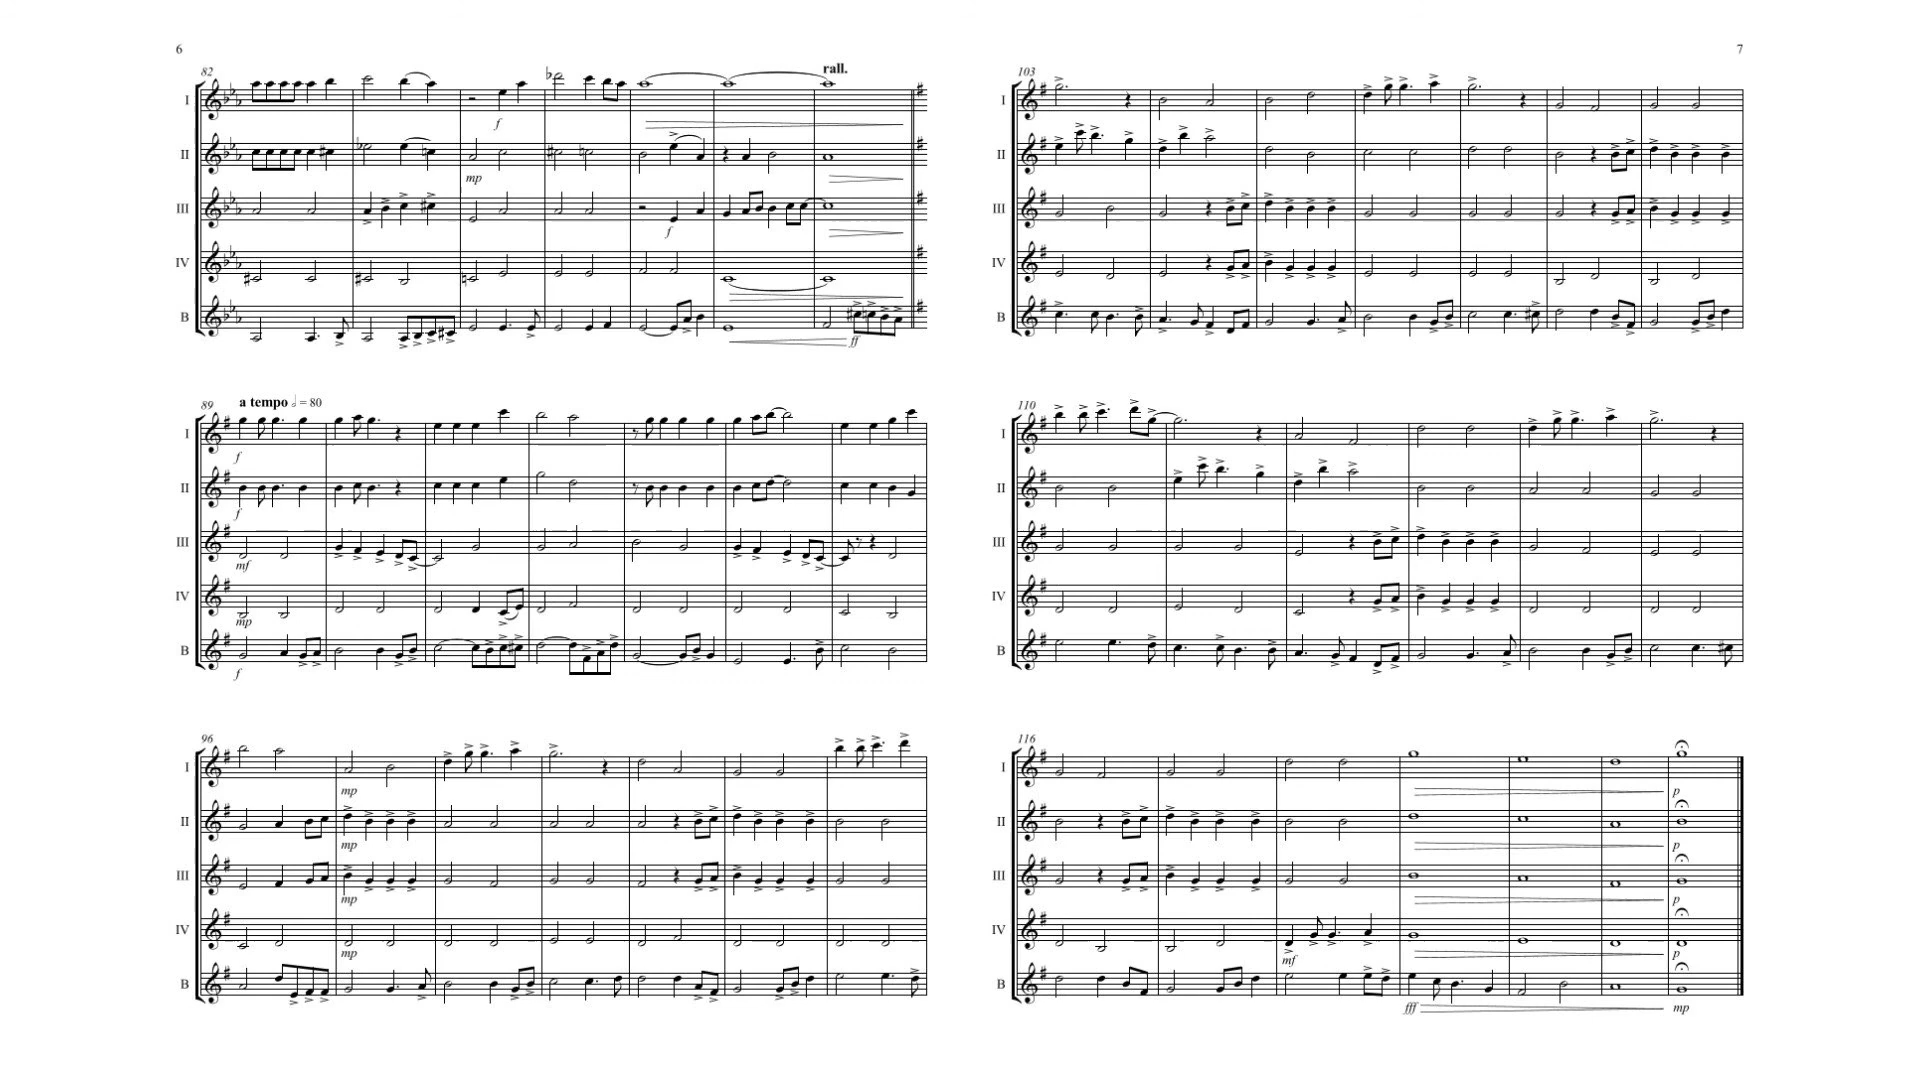 6
82
rall.
I
f
II
mp
III
f
IV
B
ff
89
a tempo 𝅗𝅥 = 80
I
f
II
f
III
mf
IV
mp
B
f
96
I
mp
II
mp
III
mp
IV
mp
B
7
103
I
II
III
IV
B
110
I
II
III
IV
B
116
I
p
II
p
III
p
IV
mf
p
B
fff
mp